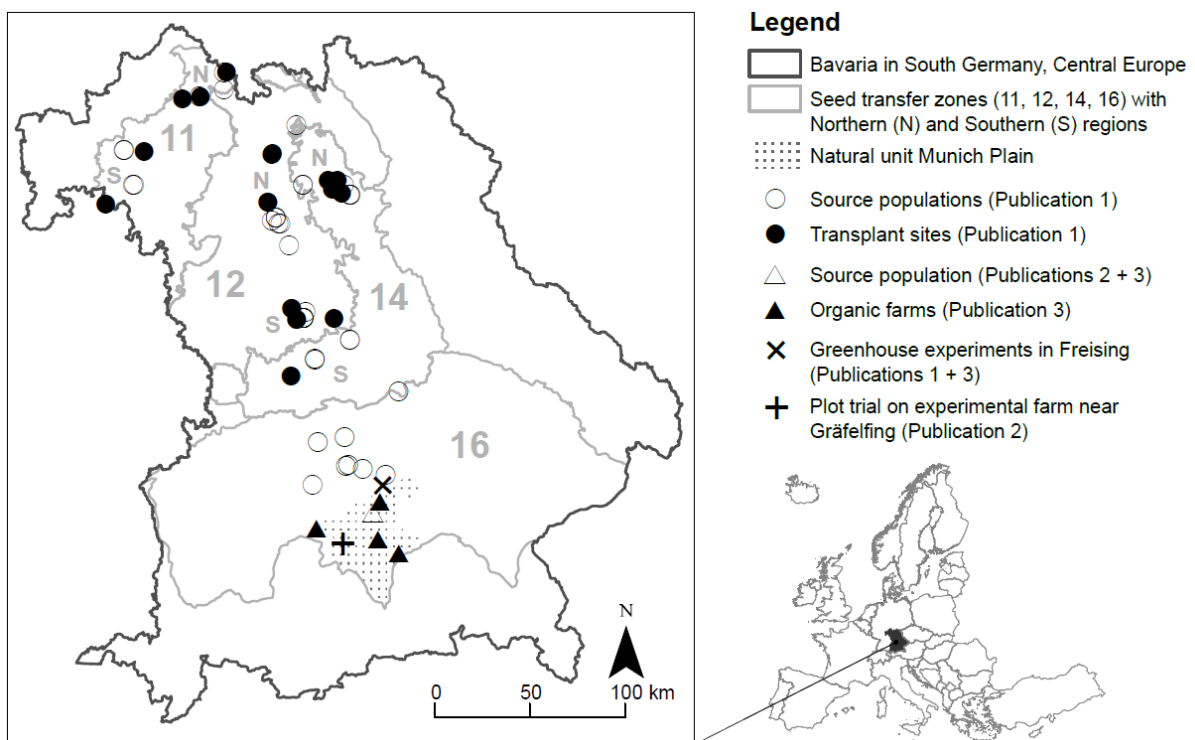 N
11
S
N
N
12
14
S
S
16
N
0 50 100 km
Legend
Bavaria in South Germany, Central Europe
Seed transfer zones (11, 12, 14, 16) with
Northern (N) and Southern (S) regions
Natural unit Munich Plain
Source populations (Publication 1)
Transplant sites (Publication 1)
Source population (Publications 2 + 3)
Organic farms (Publication 3)
Greenhouse experiments in Freising
(Publications 1 + 3)
Plot trial on experimental farm near
Gräfelfing (Publication 2)